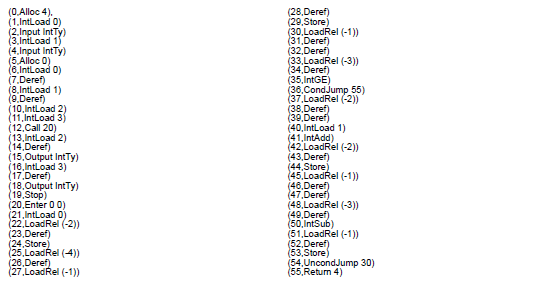 (0,Alloc 4),
(1,IntLoad 0)
(2,Input IntTy)
(3,IntLoad 1)
(4,Input IntTy)
(5,Alloc 0)
(6,IntLoad 0)
(7,Deref)
(8,IntLoad 1)
(9,Deref)
(10,IntLoad 2)
(11,IntLoad 3)
(12,Call 20)
(13,IntLoad 2)
(14,Deref)
(15,Output IntTy)
(16,IntLoad 3)
(17,Deref)
(18,Output IntTy)
(19,Stop)
(20,Enter 0 0)
(21,IntLoad 0)
(22,LoadRel (-2))
(23,Deref)
(24,Store)
(25,LoadRel (-4))
(26,Deref)
(27,LoadRel (-1))
(28,Deref)
(29,Store)
(30,LoadRel (-1))
(31,Deref)
(32,Deref)
(33,LoadRel (-3))
(34,Deref)
(35,IntGE)
(36,CondJump 55)
(37,LoadRel (-2))
(38,Deref)
(39,Deref)
(40,IntLoad 1)
(41,IntAdd)
(42,LoadRel (-2))
(43,Deref)
(44,Store)
(45,LoadRel (-1))
(46,Deref)
(47,Deref)
(48,LoadRel (-3))
(49,Deref)
(50,IntSub)
(51,LoadRel (-1))
(52,Deref)
(53,Store)
(54,UncondJump 30)
(55,Return 4)